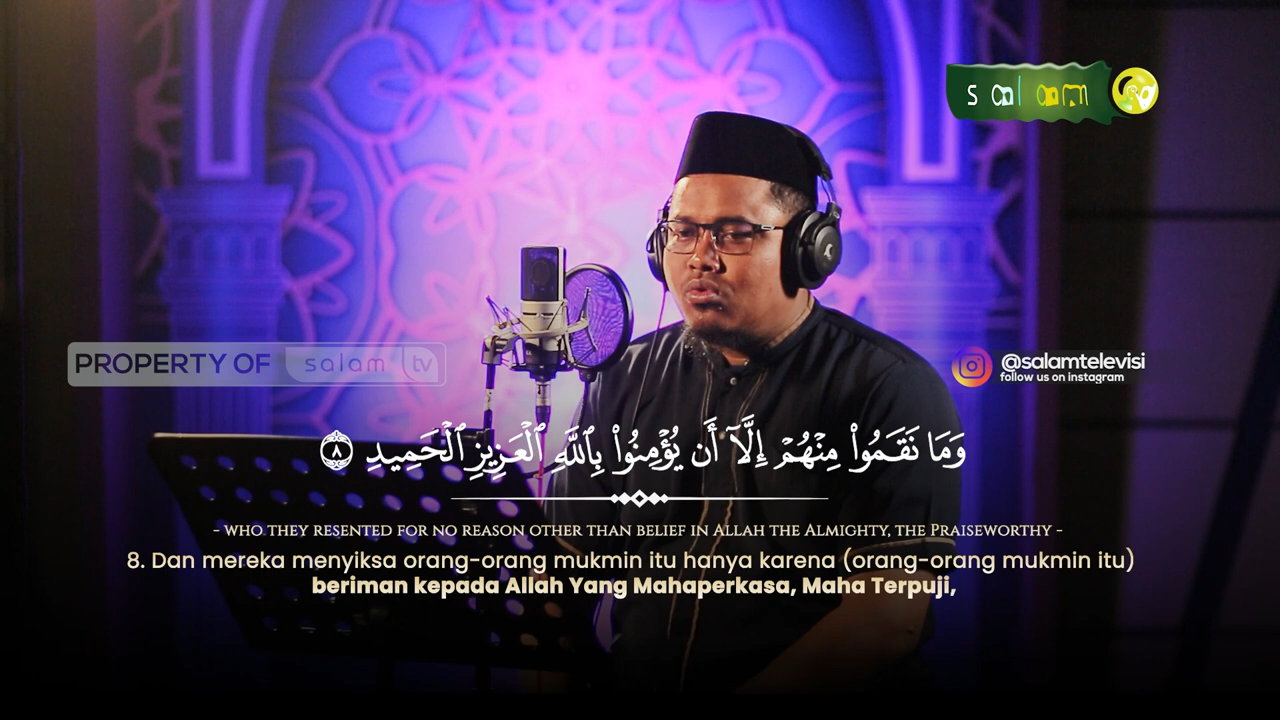 salam
PROPERTY OF salam tv
@salamtelevisi
follow us on instagram
وَمَا نَقَمُوا۟ مِنْهُمْ إِلَّآ أَن يُؤْمِنُوا۟ بِٱللَّهِ ٱلْعَزِيزِ ٱلْحَمِيدِ ٨
- WHO THEY RESENTED FOR NO REASON OTHER THAN BELIEF IN ALLAH THE ALMIGHTY, THE PRAISEWORTHY -
8. Dan mereka menyiksa orang-orang mukmin itu hanya karena (orang-orang mukmin itu)
beriman kepada Allah Yang Mahaperkasa, Maha Terpuji,